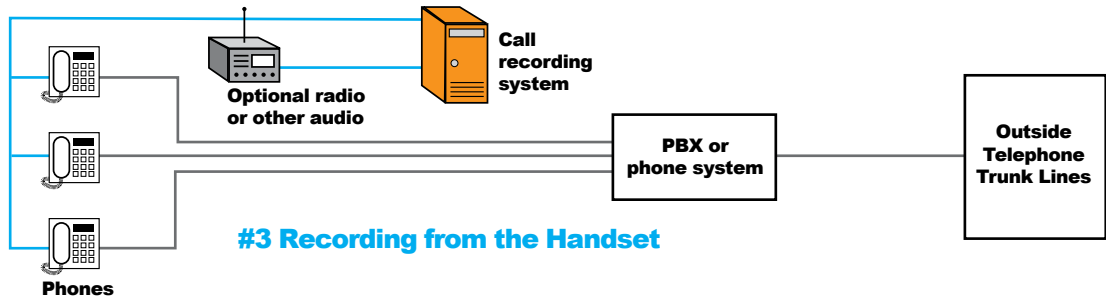 Call
recording
system
Optional radio
or other audio
PBX or
phone system
Outside
Telephone
Trunk Lines
#3 Recording from the Handset
Phones